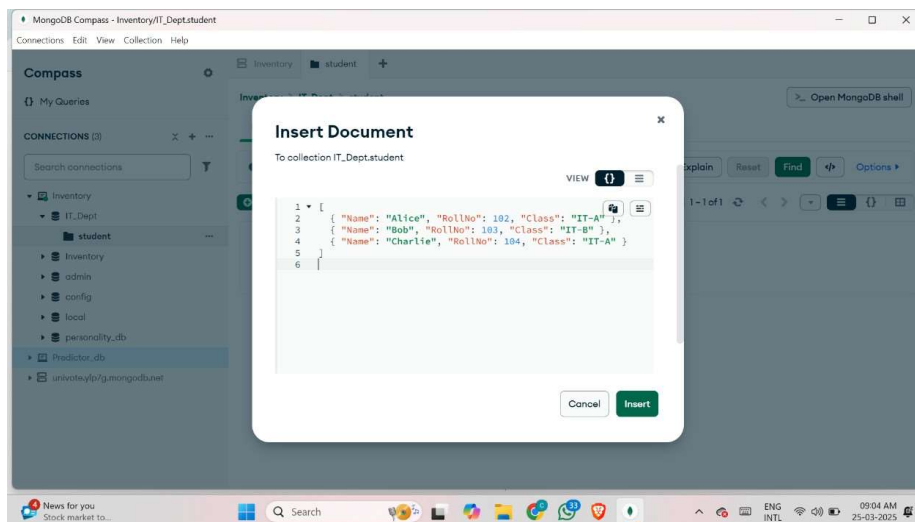 MongoDB Compass - Inventory/IT_Dept.student
Connections Edit View Collection Help
Compass
Inventory student
{} My Queries
>_ Open MongoDB shell
CONNECTIONS (3)
Search connections
Inventory
IT_Dept
student
Inventory
admin
config
local
personality_db
Predictor_db
Insert Document
To collection IT_Dept.student
VIEW {}
1 [
2 { "Name": "Alice", "RollNo": 102, "Class": "IT-A" },
3 { "Name": "Bob", "RollNo": 103, "Class": "IT-B" },
4 { "Name": "Charlie", "RollNo": 104, "Class": "IT-A" }
5 ]
6
Cancel Insert
Explain Reset Find </> Options
1 - 1 of 1
{}
4
News for you
Stock market to...
Search
33
ENG
INTL
09:04 AM
25-03-2025